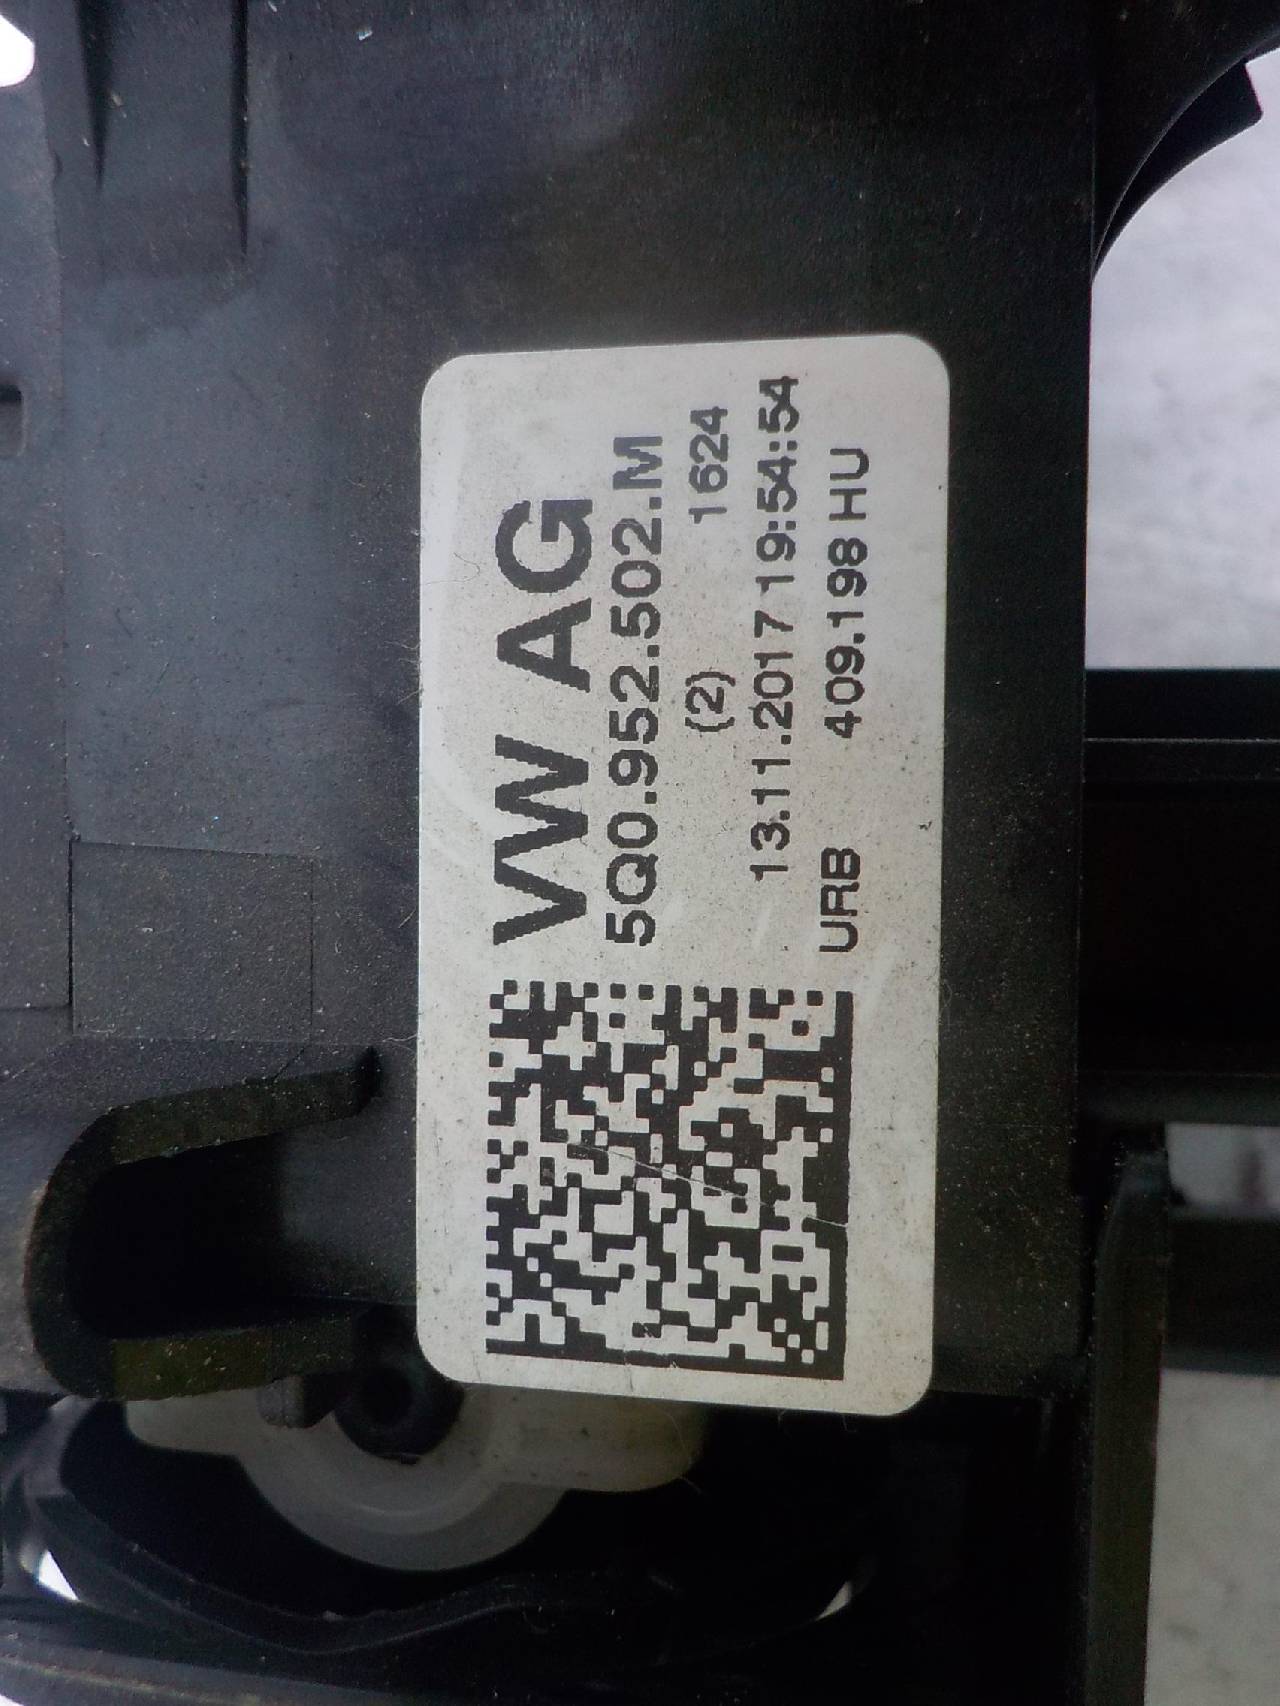 VW AG
5Q0.952.502.M
(2) 1624
13.11.2017 19:54:54
URB 409.198 HU